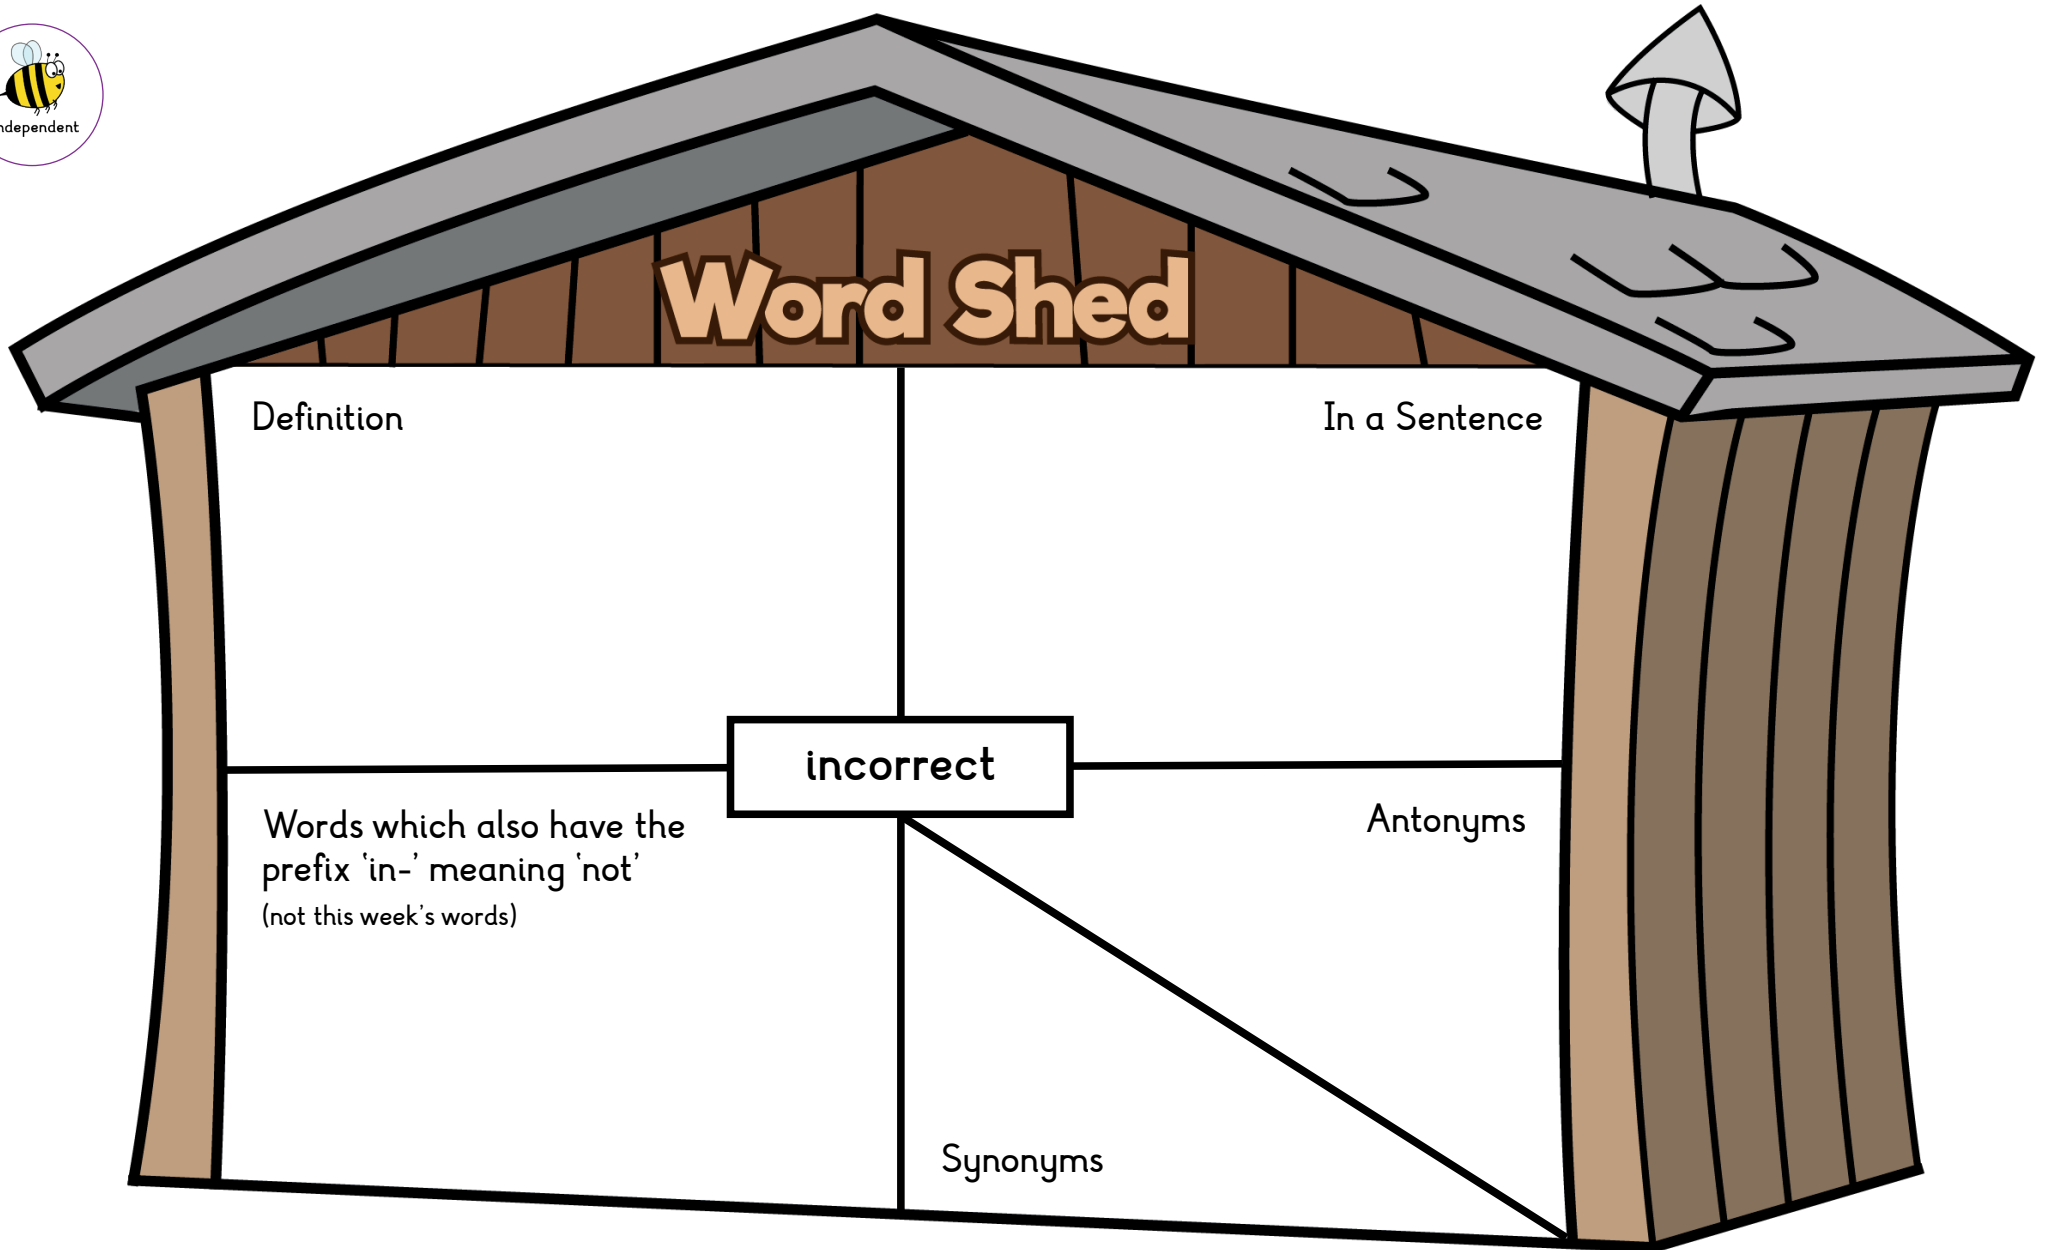 ndependent
Word Shed
Definition
In a Sentence
incorrect
Words which also have the
prefix ‘in-’ meaning ‘not’
(not this week’s words)
Antonyms
Synonyms